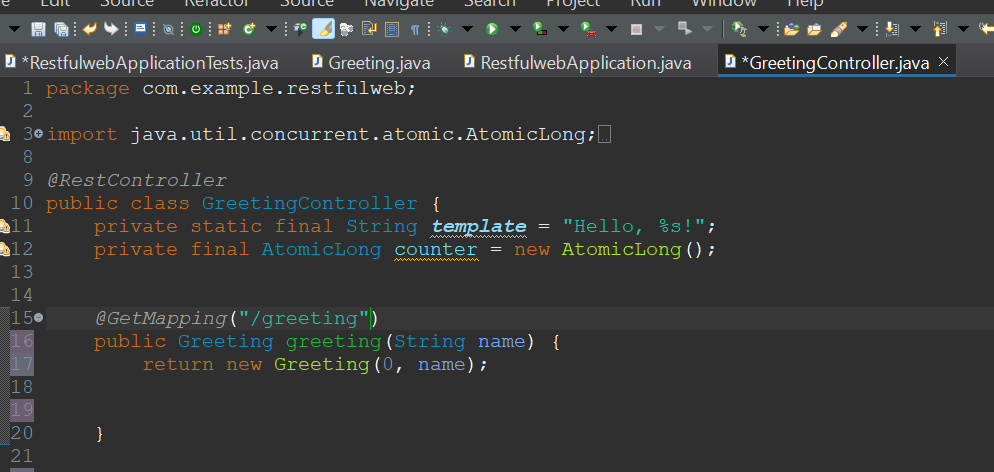 Source Refactor Source Navigate Search Project Run Window Help
*RestfulwebApplicationTests.java Greeting.java RestfulwebApplication.java *GreetingController.java
1 package com.example.restfulweb;
2
3 import java.util.concurrent.atomic.AtomicLong;
8
9 @RestController
10 public class GreetingController {
11 private static final String template = "Hello, %s!";
12 private final AtomicLong counter = new AtomicLong();
13
14
15 @GetMapping("/greeting")
16 public Greeting greeting(String name) {
17 return new Greeting(0, name);
18
19
20 }
21